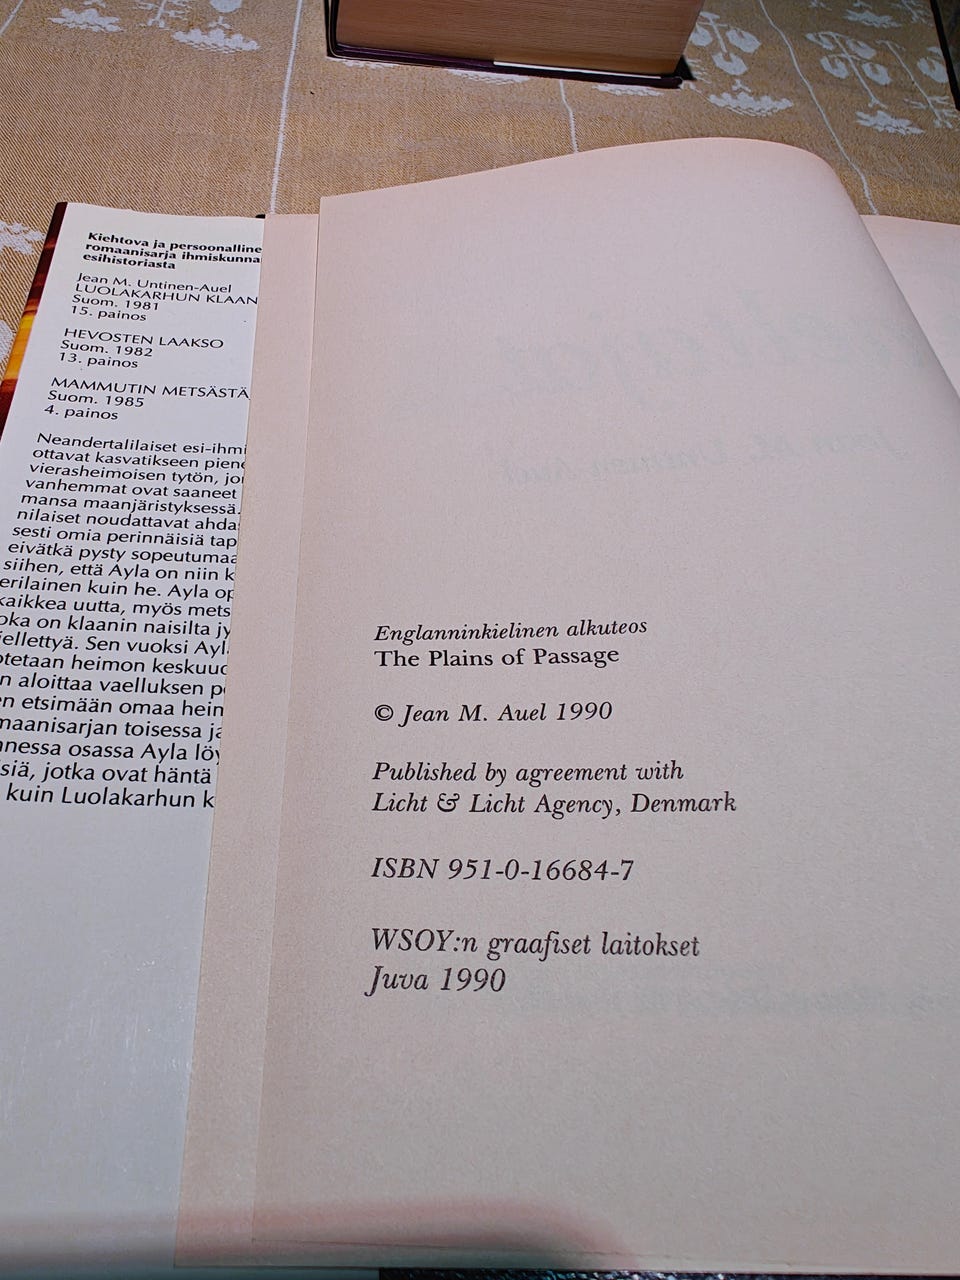 Kiehtova ja persoonalline
romaanisarja ihmiskunna
esihistoriasta
Jean M. Untinen-Auel
LUOLAKARHUN KLAAN
Suom. 1981
15. painos
HEVOSTEN LAAKSO
Suom. 1982
13. painos
MAMMUTIN METSÄSTÄ
Suom. 1985
4. painos
Neandertalilaiset esi-ihmi
ottavat kasvatikseen piene
vierasheimoisen tytön, jon
vanhemmat ovat saaneet
mansa maanjäristyksessä.
nilaiset noudattavat ahda
sesti omia perinnäisiä tap
eivätkä pysty sopeutumaa
siihen, että Ayla on niin k
erilainen kuin he. Ayla op
kaikkea uutta, myös mets
oka on klaanin naisilta jy
iellettyä. Sen vuoksi Ayl
otetaan heimon keskuud
n aloittaa vaelluksen p
en etsimään omaa heim
maanisarjan toisessa ja
nnessa osassa Ayla löy
siä, jotka ovat häntä
kuin Luolakarhun k
Englanninkielinen alkuteos
The Plains of Passage
© Jean M. Auel 1990
Published by agreement with
Licht & Licht Agency, Denmark
ISBN 951-0-16684-7
WSOY:n graafiset laitokset
Juva 1990